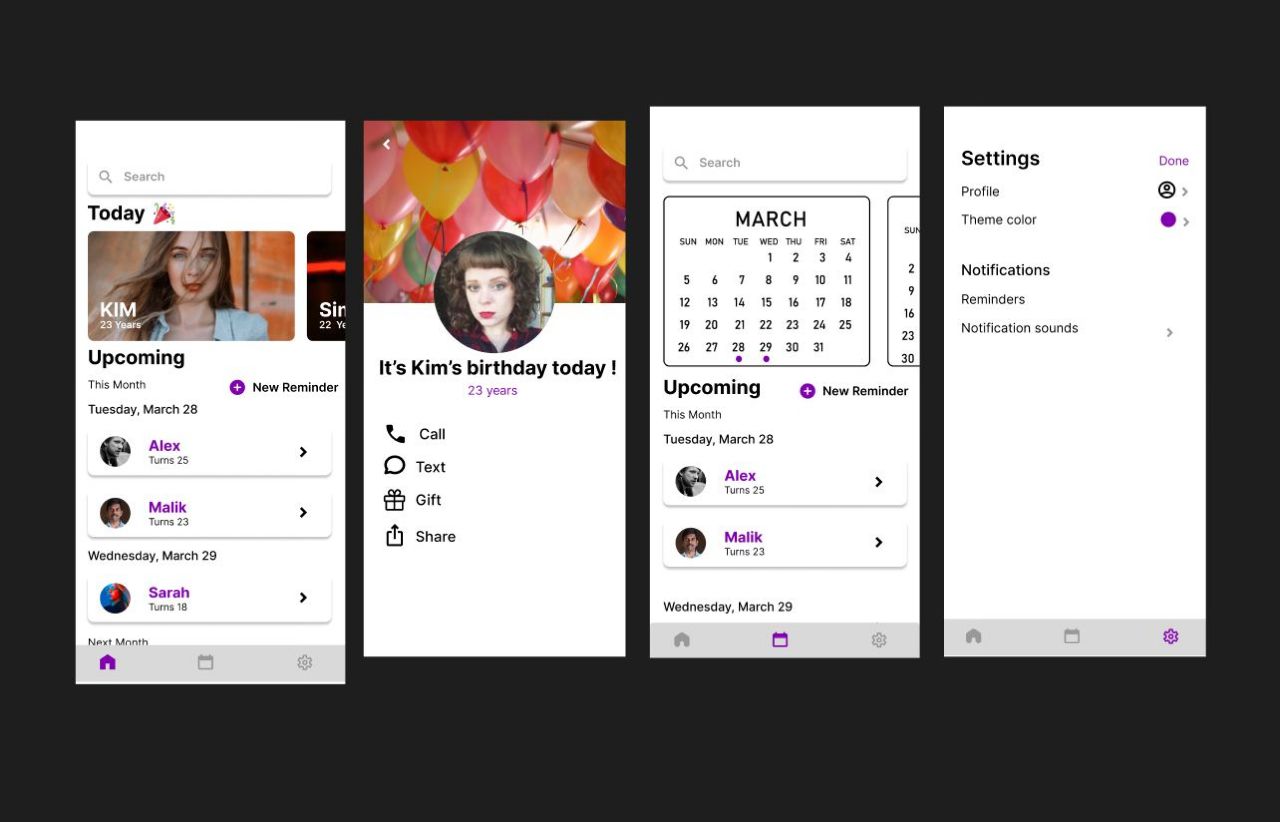 Search
Today 🎉
KIM
23 Years
Sin
22 Ye
Upcoming
This Month
New Reminder
Tuesday, March 28
Alex
Turns 25
Malik
Turns 23
Wednesday, March 29
Sarah
Turns 18
Next Month
It's Kim's birthday today !
23 years
Call
Text
Gift
Share
Search
MARCH
SUN MON TUE WED THU FRI SAT
1 2 3 4
5 6 7 8 9 10 11
12 13 14 15 16 17 18
19 20 21 22 23 24 25
26 27 28 29 30 31
SUN
2
9
16
23
30
Upcoming
New Reminder
This Month
Tuesday, March 28
Alex
Turns 25
Malik
Turns 23
Wednesday, March 29
Settings
Done
Profile
Theme color
Notifications
Reminders
Notification sounds